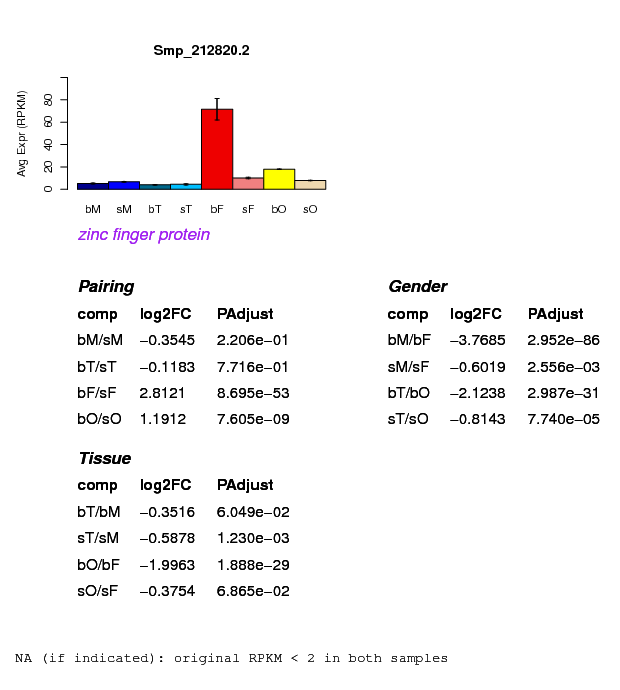 Smp_212820.2
Avg Expr (RPKM)
0 20 40 60 80
bM sM bT sT bF sF bO sO
zinc finger protein
Pairing
comp log2FC PAdjust
bM/sM −0.3545 2.206e−01
bT/sT −0.1183 7.716e−01
bF/sF 2.8121 8.695e−53
bO/sO 1.1912 7.605e−09
Gender
comp log2FC PAdjust
bM/bF −3.7685 2.952e−86
sM/sF −0.6019 2.556e−03
bT/bO −2.1238 2.987e−31
sT/sO −0.8143 7.740e−05
Tissue
comp log2FC PAdjust
bT/bM −0.3516 6.049e−02
sT/sM −0.5878 1.230e−03
bO/bF −1.9963 1.888e−29
sO/sF −0.3754 6.865e−02
NA (if indicated): original RPKM < 2 in both samples